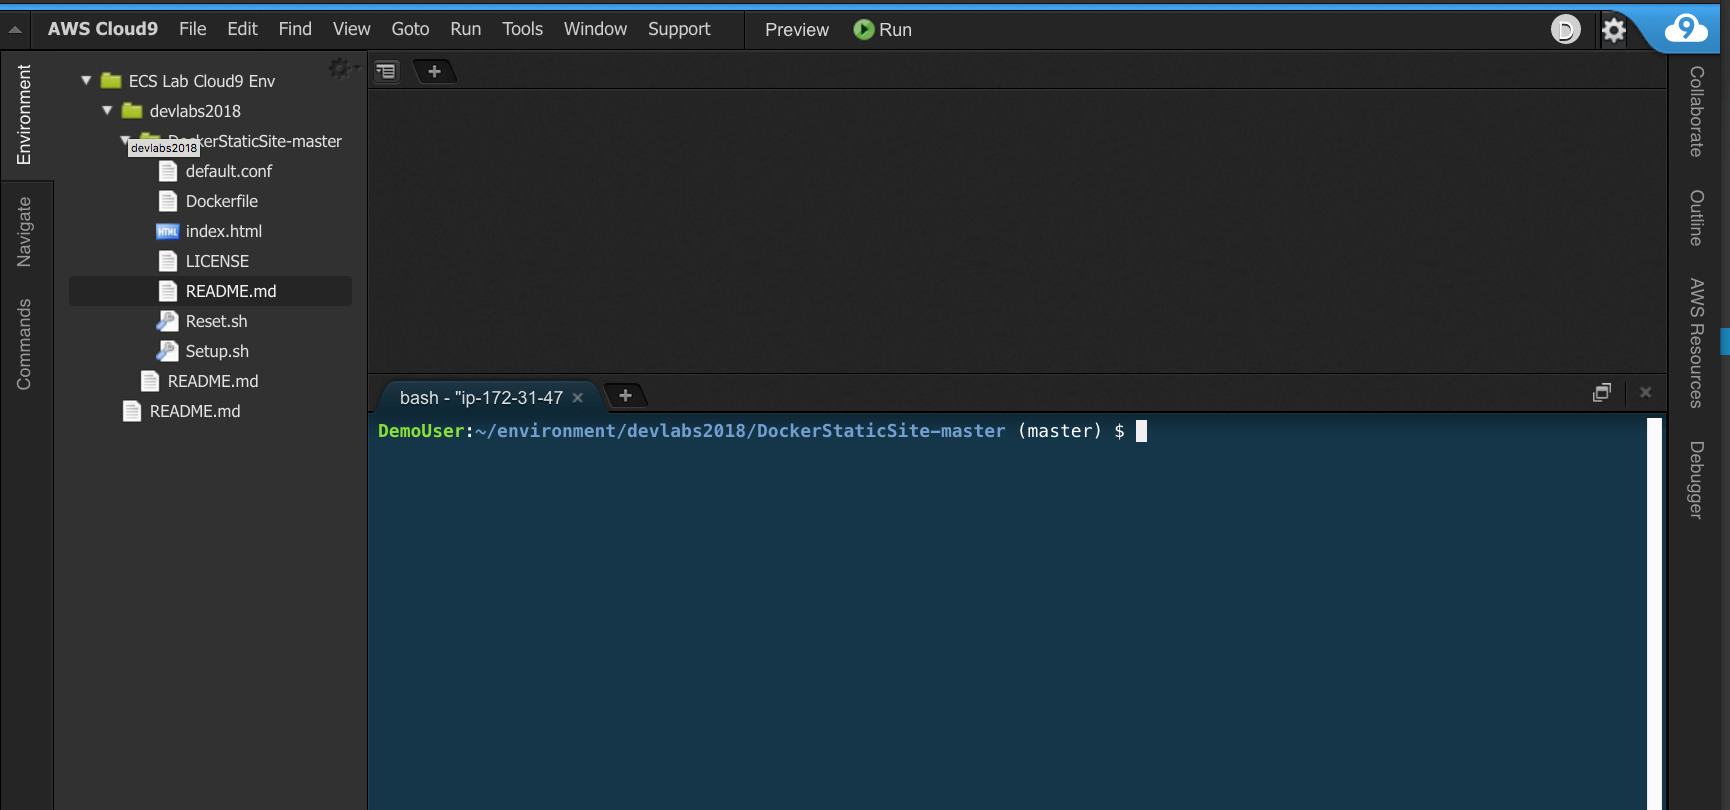 AWS Cloud9 File Edit Find View Goto Run Tools Window Support Preview Run D 9
Environment
Navigate
Commands
ECS Lab Cloud9 Env
devlabs2018
DockerStaticSite-master
devlabs2018
default.conf
Dockerfile
HTML index.html
LICENSE
README.md
Reset.sh
Setup.sh
README.md
README.md
bash - "ip-172-31-47
DemoUser:~/environment/devlabs2018/DockerStaticSite-master (master) $
Collaborate
Outline
AWS Resources
Debugger